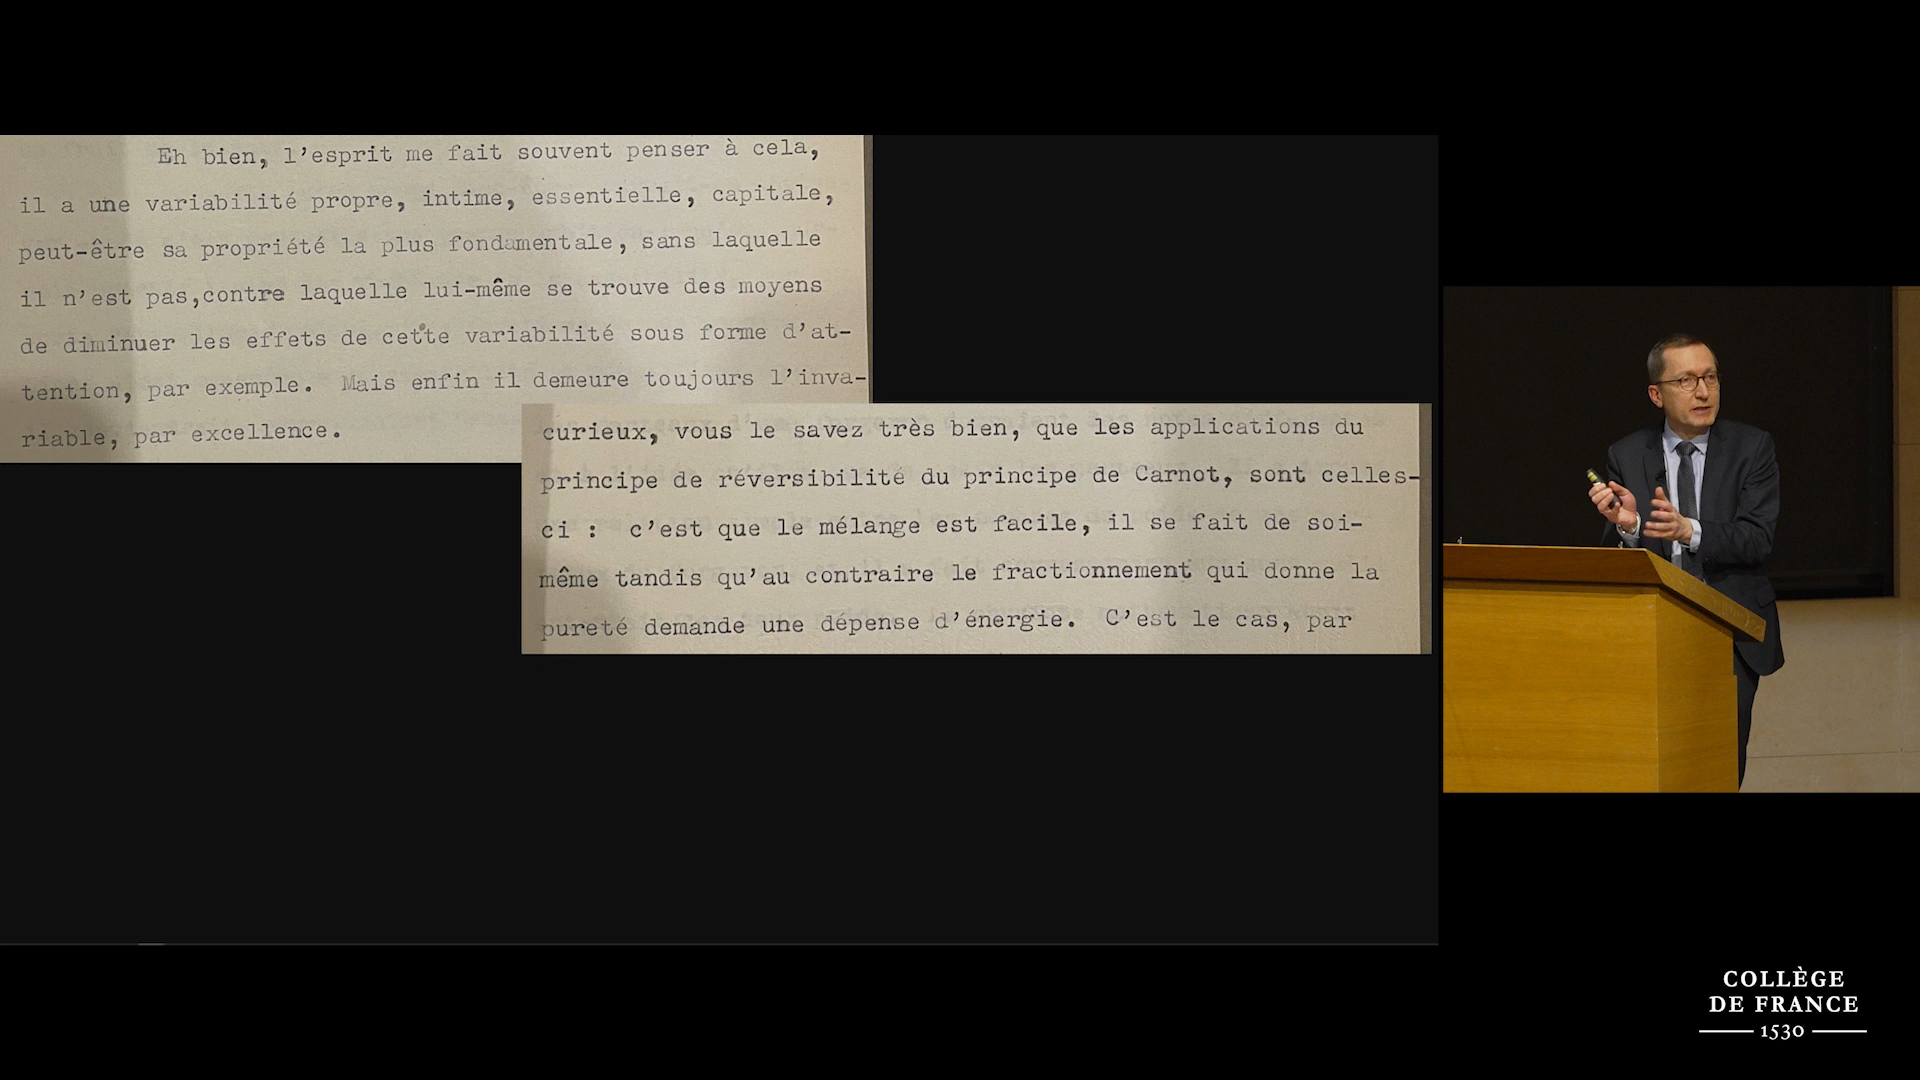 Eh bien, l'esprit me fait souvent penser à cela,
il a une variabilité propre, intime, essentielle, capitale,
peut-être sa propriété la plus fondamentale, sans laquelle
il n'est pas,contre laquelle lui-même se trouve des moyens
de diminuer les effets de cette variabilité sous forme d'at-
tention, par exemple. Mais enfin il demeure toujours l'inva-
riable, par excellence.
curieux, vous le savez très bien, que les applications du
principe de réversibilité du principe de Carnot, sont celles-
ci : c'est que le mélange est facile, il se fait de soi-
même tandis qu'au contraire le fractionnement qui donne la
pureté demande une dépense d'énergie. C'est le cas, par
COLLÈGE
DE FRANCE
1530